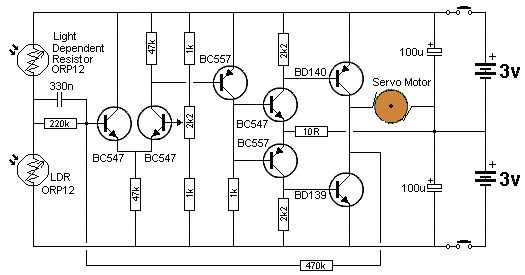 Light
Dependent
Resistor
ORP12
330n
220k
LDR
ORP12
BC547
BC547
47k
47k
1k
2k2
1k
BC557
BC547
BC557
1k
2k2
2k2
BD140
BD139
10R
Servo Motor
470k
100u
+
100u
+
+
3v
+
3v